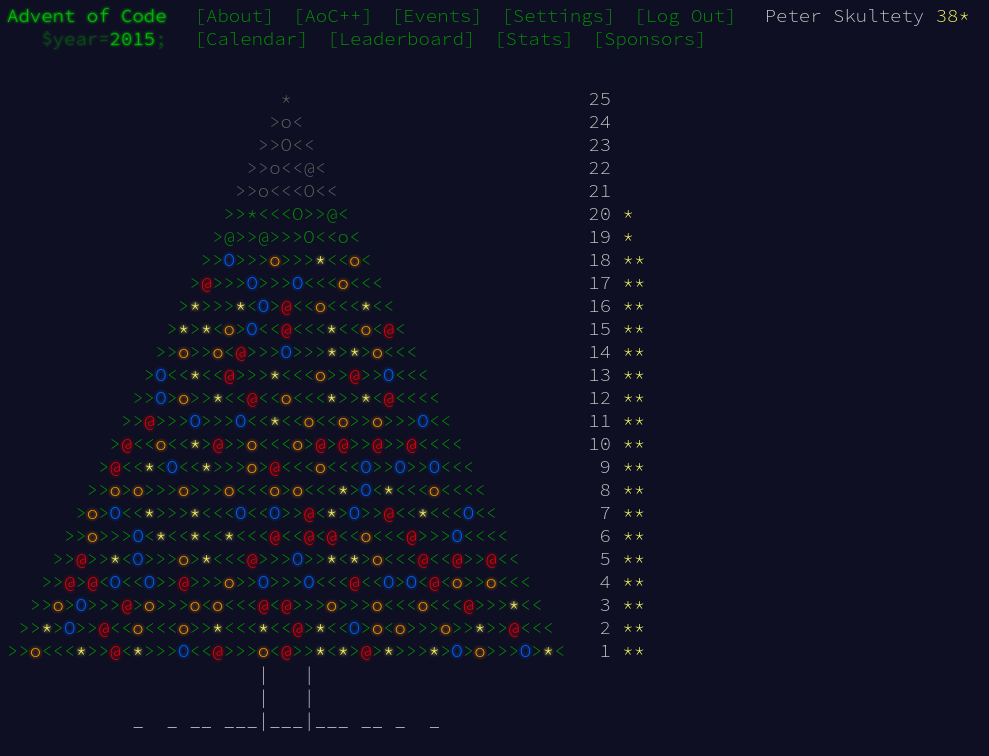 Advent of Code [About] [AoC++] [Events] [Settings] [Log Out] Peter Skultety 38*
$year=2015; [Calendar] [Leaderboard] [Stats] [Sponsors]
* 25
>o< 24
>>O<< 23
>>o<<@< 22
>>o<<<O<< 21
>>*<<<O>>@< 20 *
>@>>@>>>O<<o< 19 *
>>O>>>o>>>*<<o< 18 **
>@>>>O>>>O<<<o<<< 17 **
>*>>>*<O>@<<o<<<*<< 16 **
>*>*<o>O<<@<<<*<<o<@< 15 **
>>o>>o<@>>>O>>>*>*>o<<< 14 **
>O<<*<<@>>>*<<<o>>@>>O<<< 13 **
>>O>o>>*<<@<<o<<<*>>*<@<<<< 12 **
>>@>>>O>>>O<<*<<o<<o>>o>>>O<< 11 **
>@<<o<<*>@>>o<<<o>@>@>>@>>@<<<< 10 **
>@<<*<O<<*>>>o>@<<<o<<<O>>O>>O<<< 9 **
>>o>o>>>o>>>o<<<o>o<<<*>O<*<<<o<<<< 8 **
>o>O<<*>>>*<<<O<<O>>@>*>O>>@<<*<<<O<< 7 **
>>o>>>O<*<<*<<*<<<@<<@<@<<o<<<@>>>O<<<< 6 **
>>@>>*<O>>>o>*<<<@>>>O>>*>*>o<<<@<<@>>@<< 5 **
>>@>@<O<<O>>@>>>o>>O>>>O<<<@<<O<O<@<o>>o<<< 4 **
>>o>O>>>@>o>>>o<o<<<@<@>>>o>>>o<<<o<<<@>>>*<< 3 **
>>*>O>>@<<o<<<o>>*<<<*<<@>*<<O>o<o>>>o>>*>>@<<< 2 **
>>o<<<*>>@<*>>>O<<@>>>o<@>>*<*>@>*>>>*>O>o>>>O>*< 1 **
| |
| |
_ _ __ ___|___|___ __ _ _